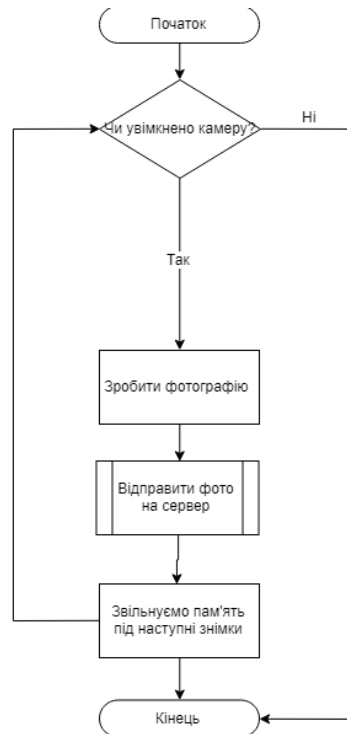 Початок
Чи увімкнено камеру?
Ні
Так
Зробити фотографію
Відправити фото
на сервер
Звільнуємо пам'ять
під наступні знімки
Кінець